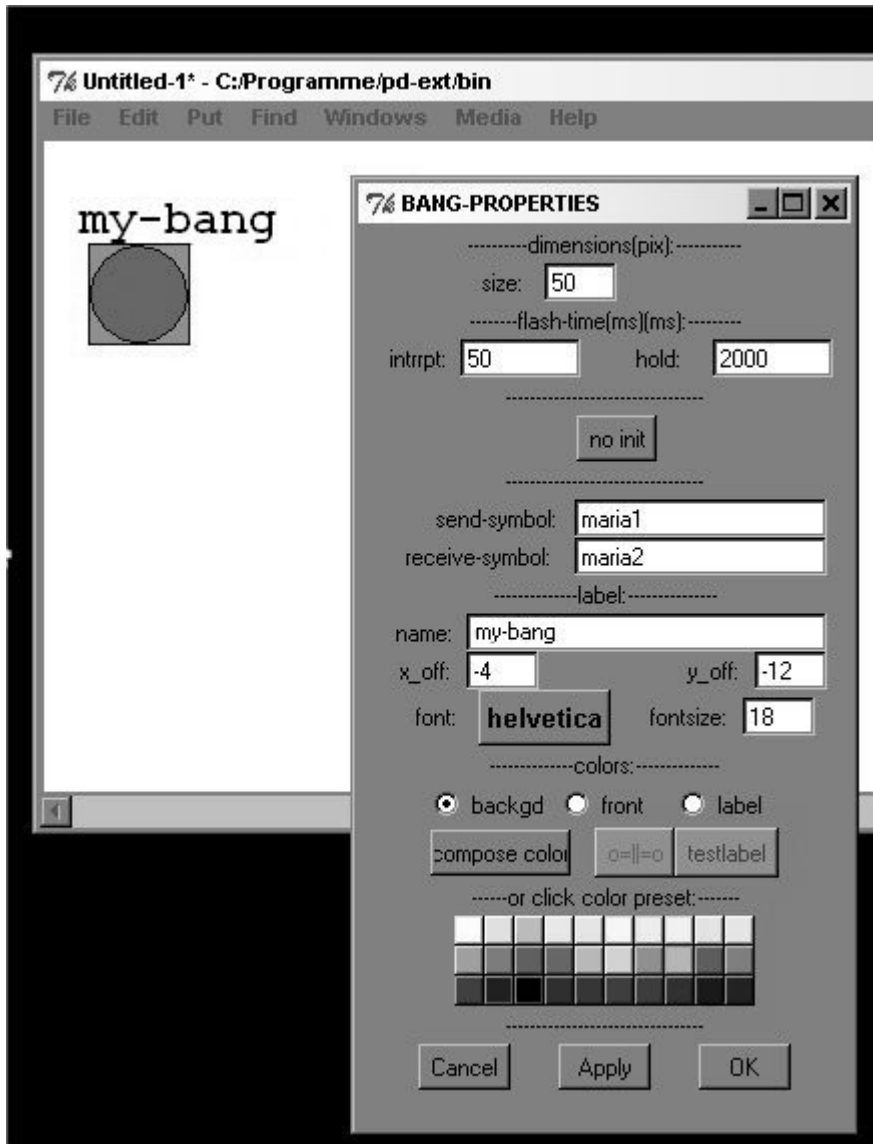 Untitled-1* - C:/Programme/pd-ext/bin
File Edit Put Find Windows Media Help
my-bang
BANG-PROPERTIES
----------dimensions(pix):-----------
size: 50
--------flash-time(ms)(ms):---------
intrrpt: 50 hold: 2000
no init
send-symbol: maria1
receive-symbol: maria2
--------------label:---------------
name: my-bang
x_off: -4 y_off: -12
font: helvetica fontsize: 18
--------------colors:--------------
backgd front label
compose color o=||=o testlabel
------or click color preset:-------
Cancel Apply OK